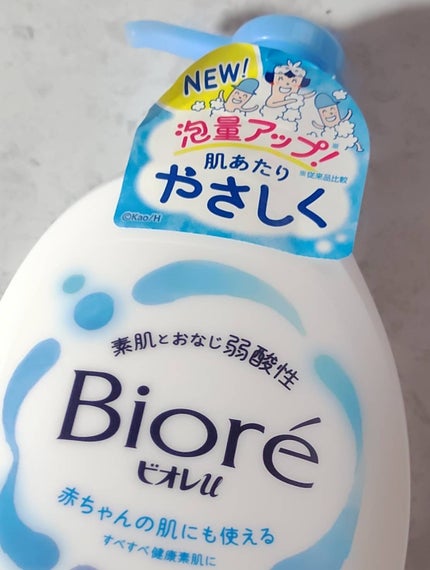 NEW!
泡量アップ!※
肌あたり
※従来品比較
やさしく
©Kao/H
素肌とおなじ弱酸性
Bioré
ビオレu
赤ちゃんの肌にも使える
すべすべ健康素肌に